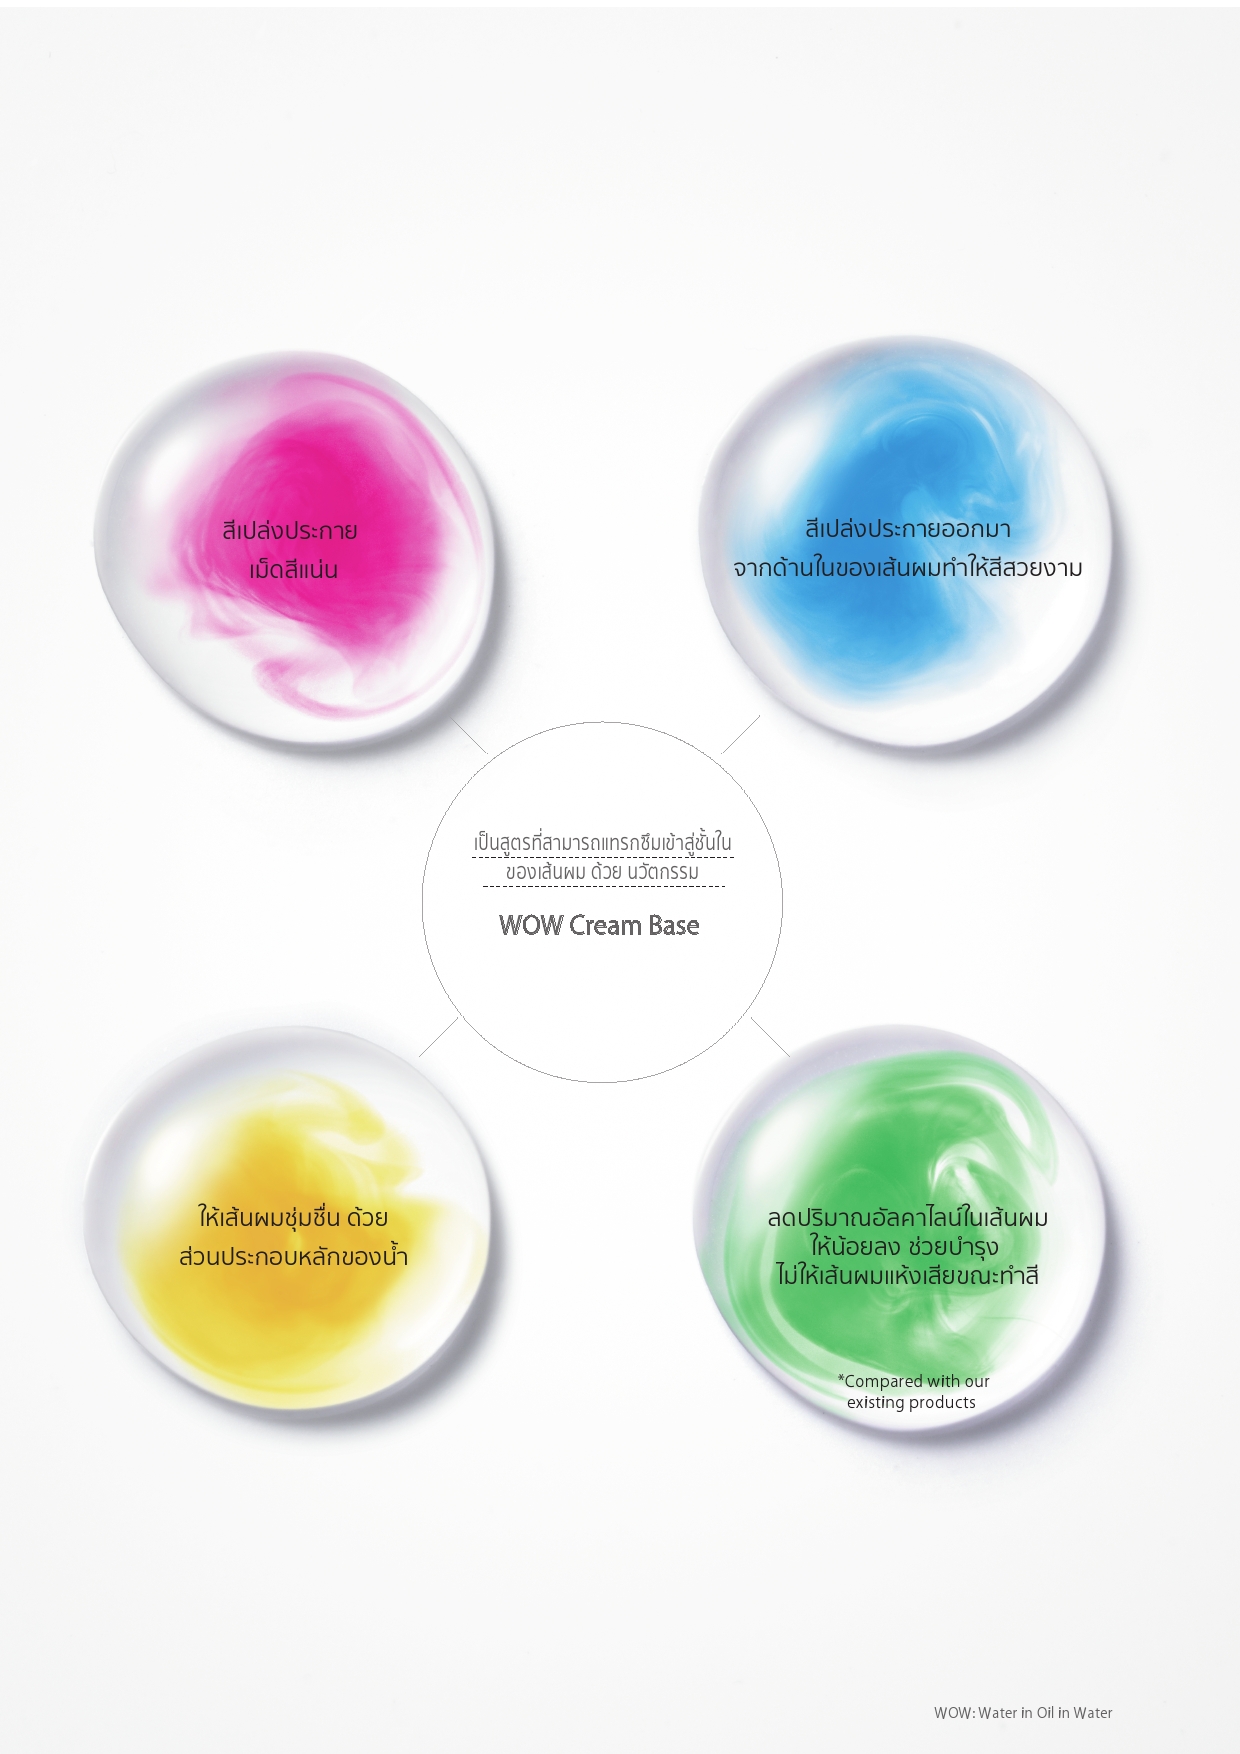 สีเปล่งประกาย
เม็ดสีแน่น
สีเปล่งประกายออกมา
จากด้านในของเส้นผมทำให้สีสวยงาม
เป็นสูตรที่สามารถแทรกซึมเข้าสู่ชั้นใน
ของเส้นผม ด้วย นวัตกรรม
WOW Cream Base
ให้เส้นผมชุ่มชื่น ด้วย
ส่วนประกอบหลักของน้ำ
ลดปริมาณอัลคาไลน์ในเส้นผม
ให้น้อยลง ช่วยบำรุง
ไม่ให้เส้นผมแห้งเสียขณะทำสี
*Compared with our
existing products
WOW: Water in Oil in Water